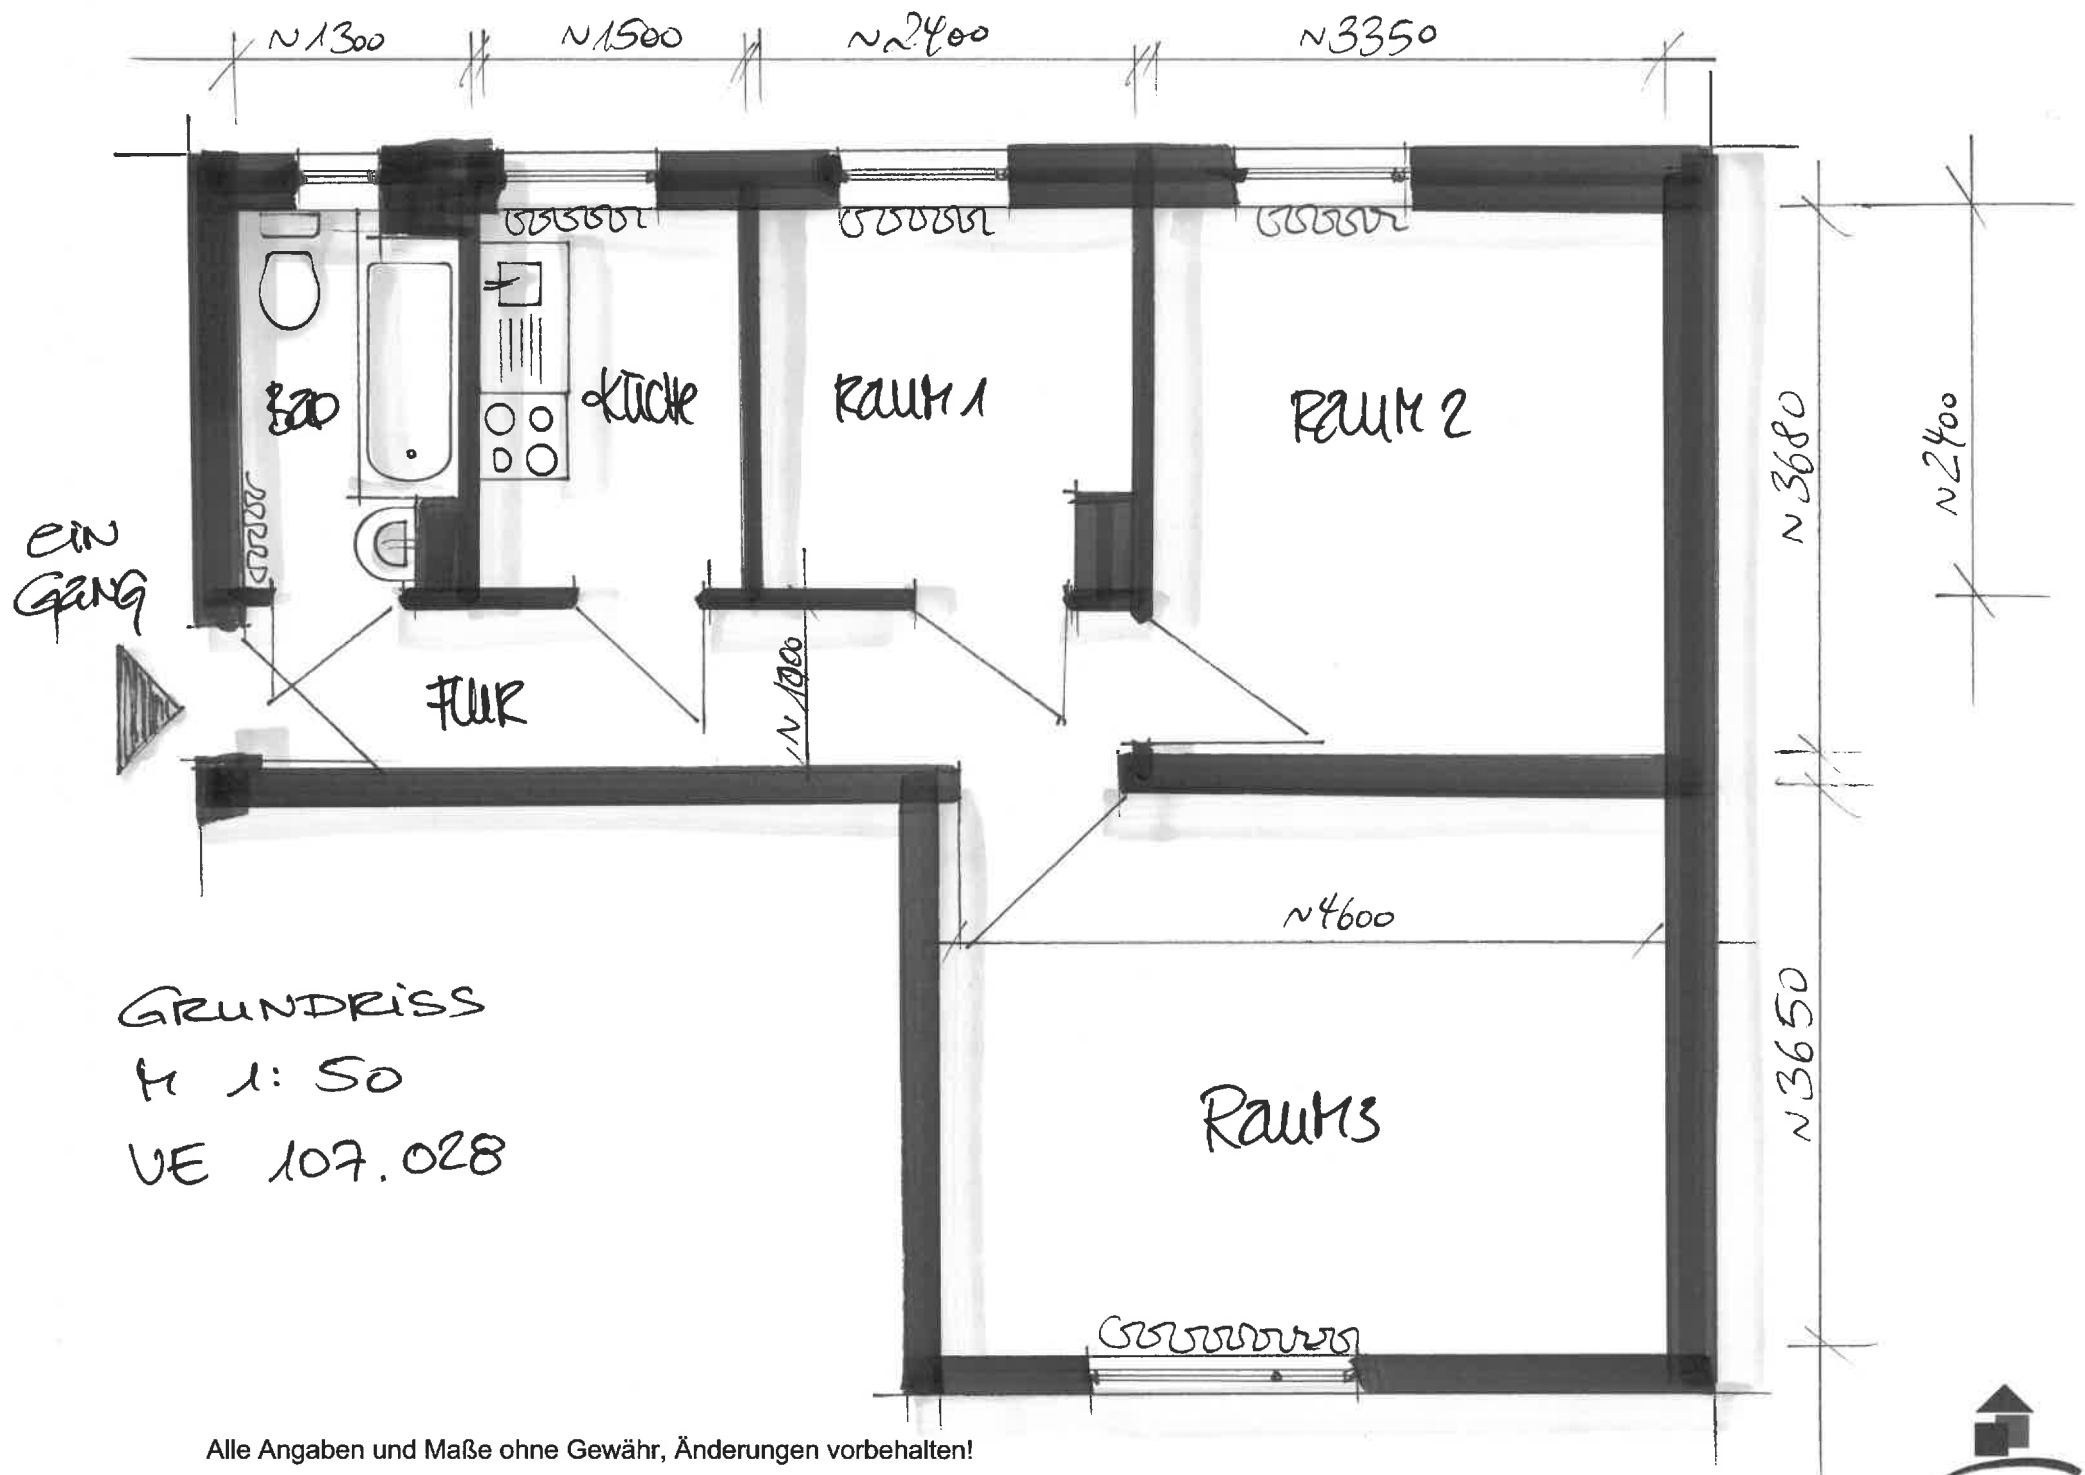 ~1300
~1500
~2400
~3350
BAD
KÜCHE
RAUM 1
RAUM 2
~3680
~2400
EIN
GANG
FLUR
~1000
~4600
GRUNDRISS
M 1:50
VE 107.028
RAUM 3
~3650
Alle Angaben und Maße ohne Gewähr, Änderungen vorbehalten!